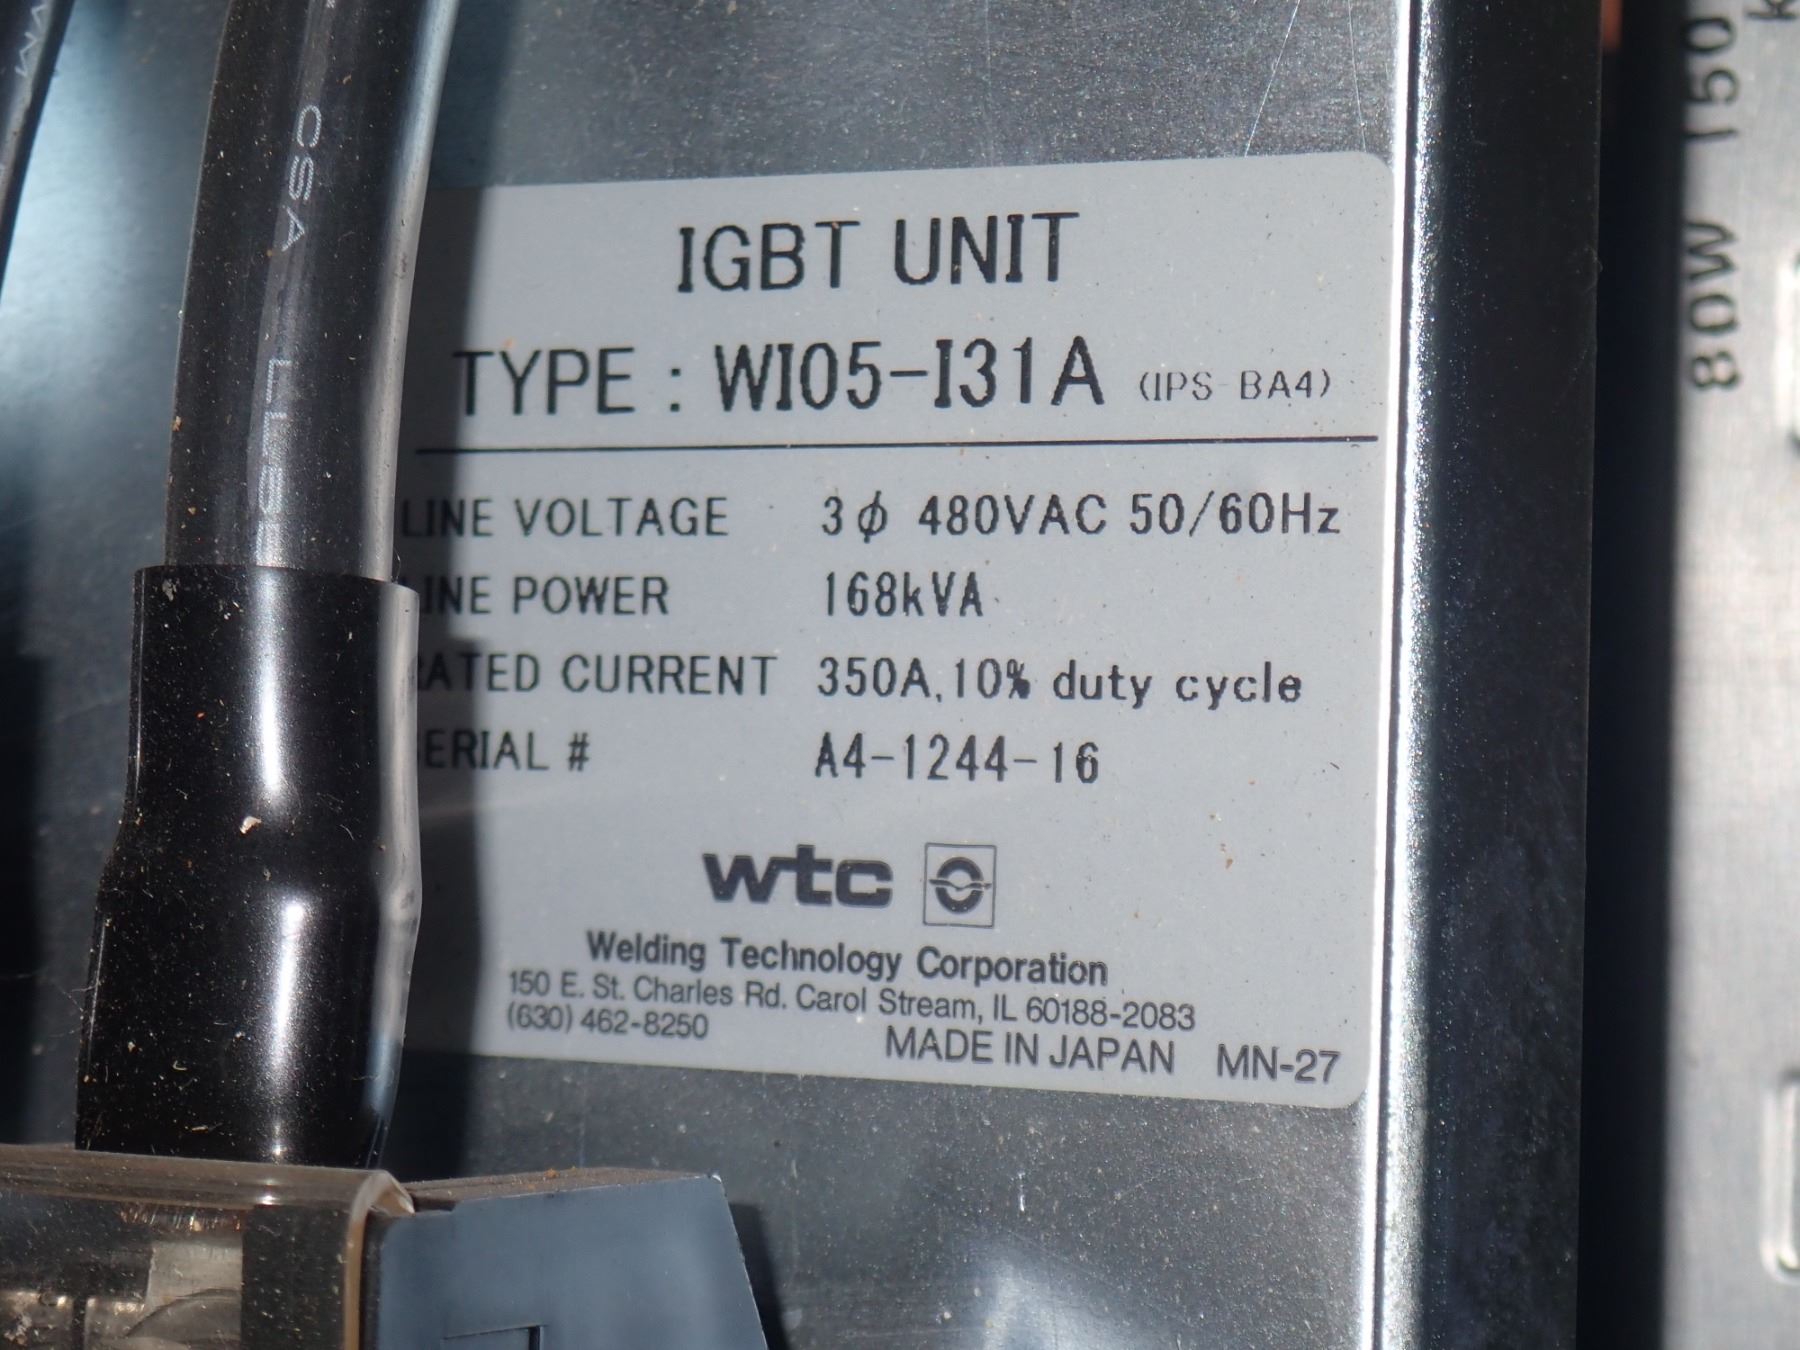 IGBT UNIT
TYPE : WI05-I31A (IPS-BA4)
LINE VOLTAGE 3φ 480VAC 50/60Hz
LINE POWER 168kVA
RATED CURRENT 350A,10% duty cycle
SERIAL # A4-1244-16
wtc
Welding Technology Corporation
150 E. St. Charles Rd. Carol Stream, IL 60188-2083
(630) 462-8250
MADE IN JAPAN MN-27
CSA
80W 150